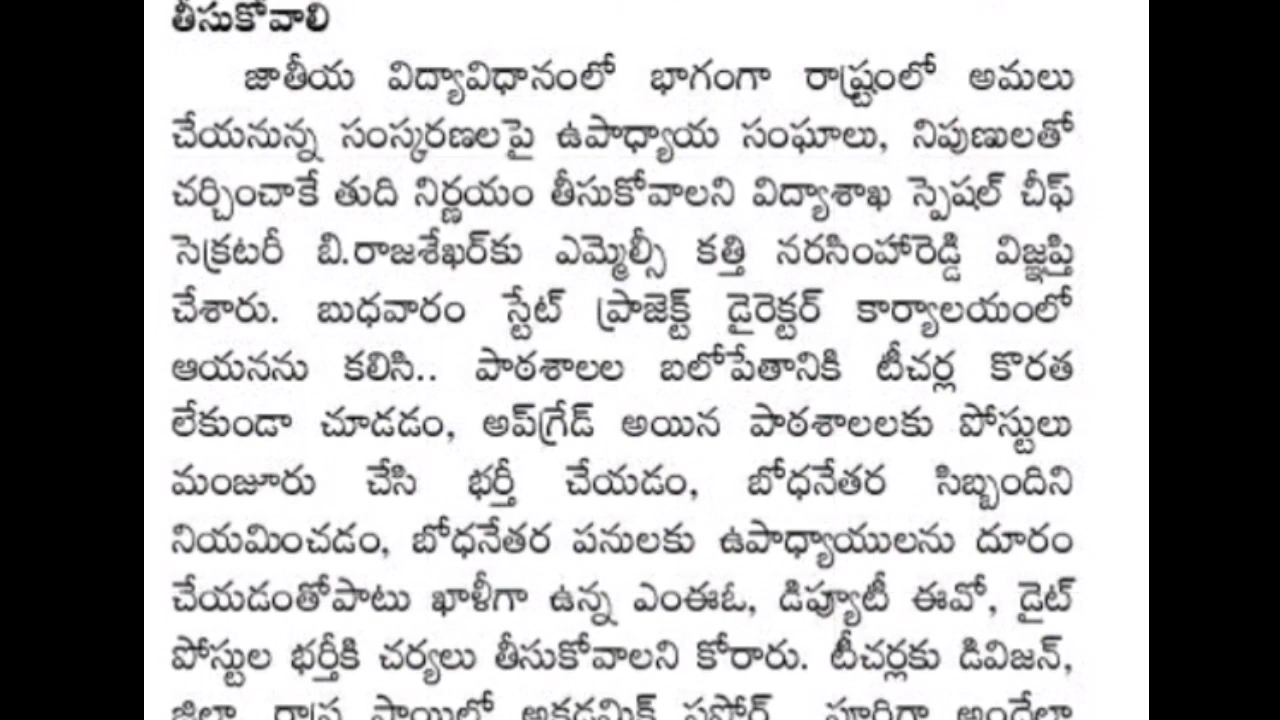 తీసుకోవాలి
జాతీయ విద్యావిధానంలో భాగంగా రాష్ట్రంలో అమలు
చేయనున్న సంస్కరణలపై ఉపాధ్యాయ సంఘాలు, నిపుణులతో
చర్చించాకే తుది నిర్ణయం తీసుకోవాలని విద్యాశాఖ స్పెషల్ చీఫ్
సెక్రటరీ బి.రాజశేఖర్‌కు ఎమ్మెల్సీ కత్తి నరసింహారెడ్డి విజ్ఞప్తి
చేశారు. బుధవారం స్టేట్ ప్రాజెక్ట్ డైరెక్టర్ కార్యాలయంలో
ఆయనను కలిసి.. పాఠశాలల బలోపేతానికి టీచర్ల కొరత
లేకుండా చూడడం, అప్‌గ్రేడ్ అయిన పాఠశాలలకు పోస్టులు
మంజూరు చేసి భర్తీ చేయడం, బోధనేతర సిబ్బందిని
నియమించడం, బోధనేతర పనులకు ఉపాధ్యాయులను దూరం
చేయడంతోపాటు ఖాళీగా ఉన్న ఎంఈఓ, డిప్యూటీ ఈవో, డైట్
పోస్టుల భర్తీకి చర్యలు తీసుకోవాలని కోరారు. టీచర్లకు డివిజన్,
జిల్లా, రాష్ట్ర స్థాయిలో అకడమిక్ సపోర్ట్ పూర్తిగా అందేలా